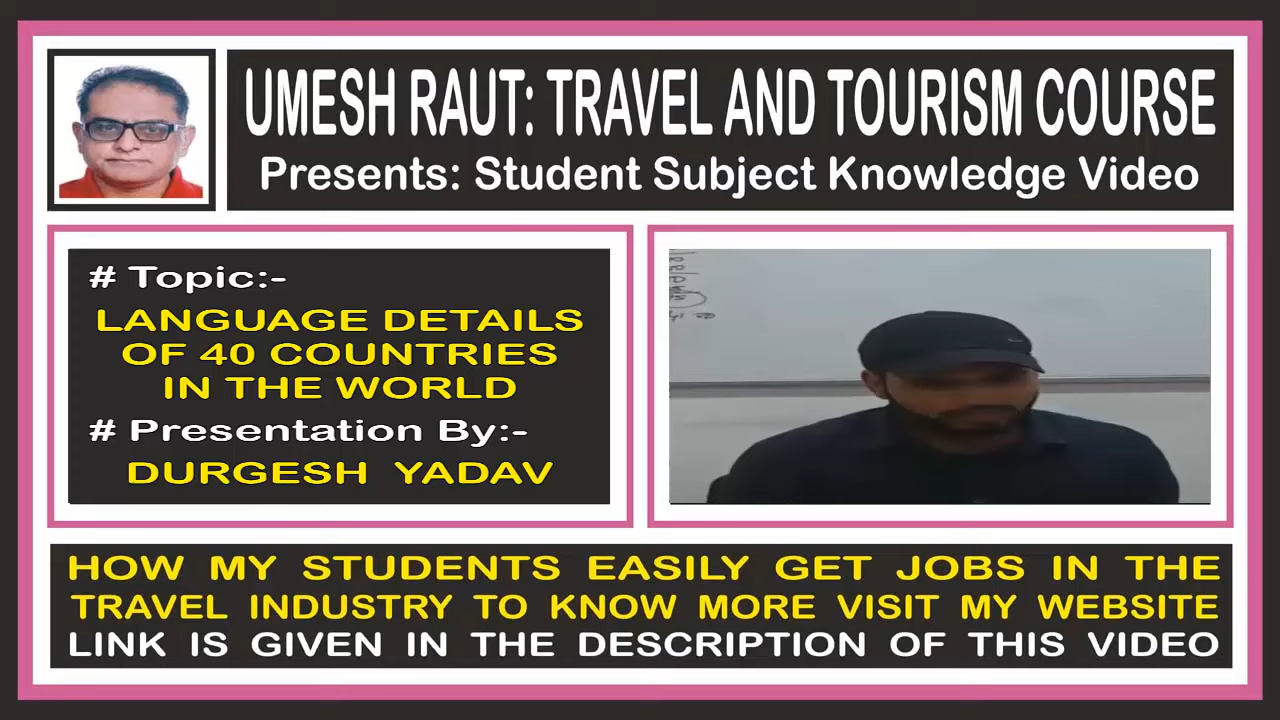 UMESH RAUT: TRAVEL AND TOURISM COURSE
Presents: Student Subject Knowledge Video
# Topic:-
LANGUAGE DETAILS
OF 40 COUNTRIES
IN THE WORLD
# Presentation By:-
DURGESH YADAV
HOW MY STUDENTS EASILY GET JOBS IN THE
TRAVEL INDUSTRY TO KNOW MORE VISIT MY WEBSITE
LINK IS GIVEN IN THE DESCRIPTION OF THIS VIDEO